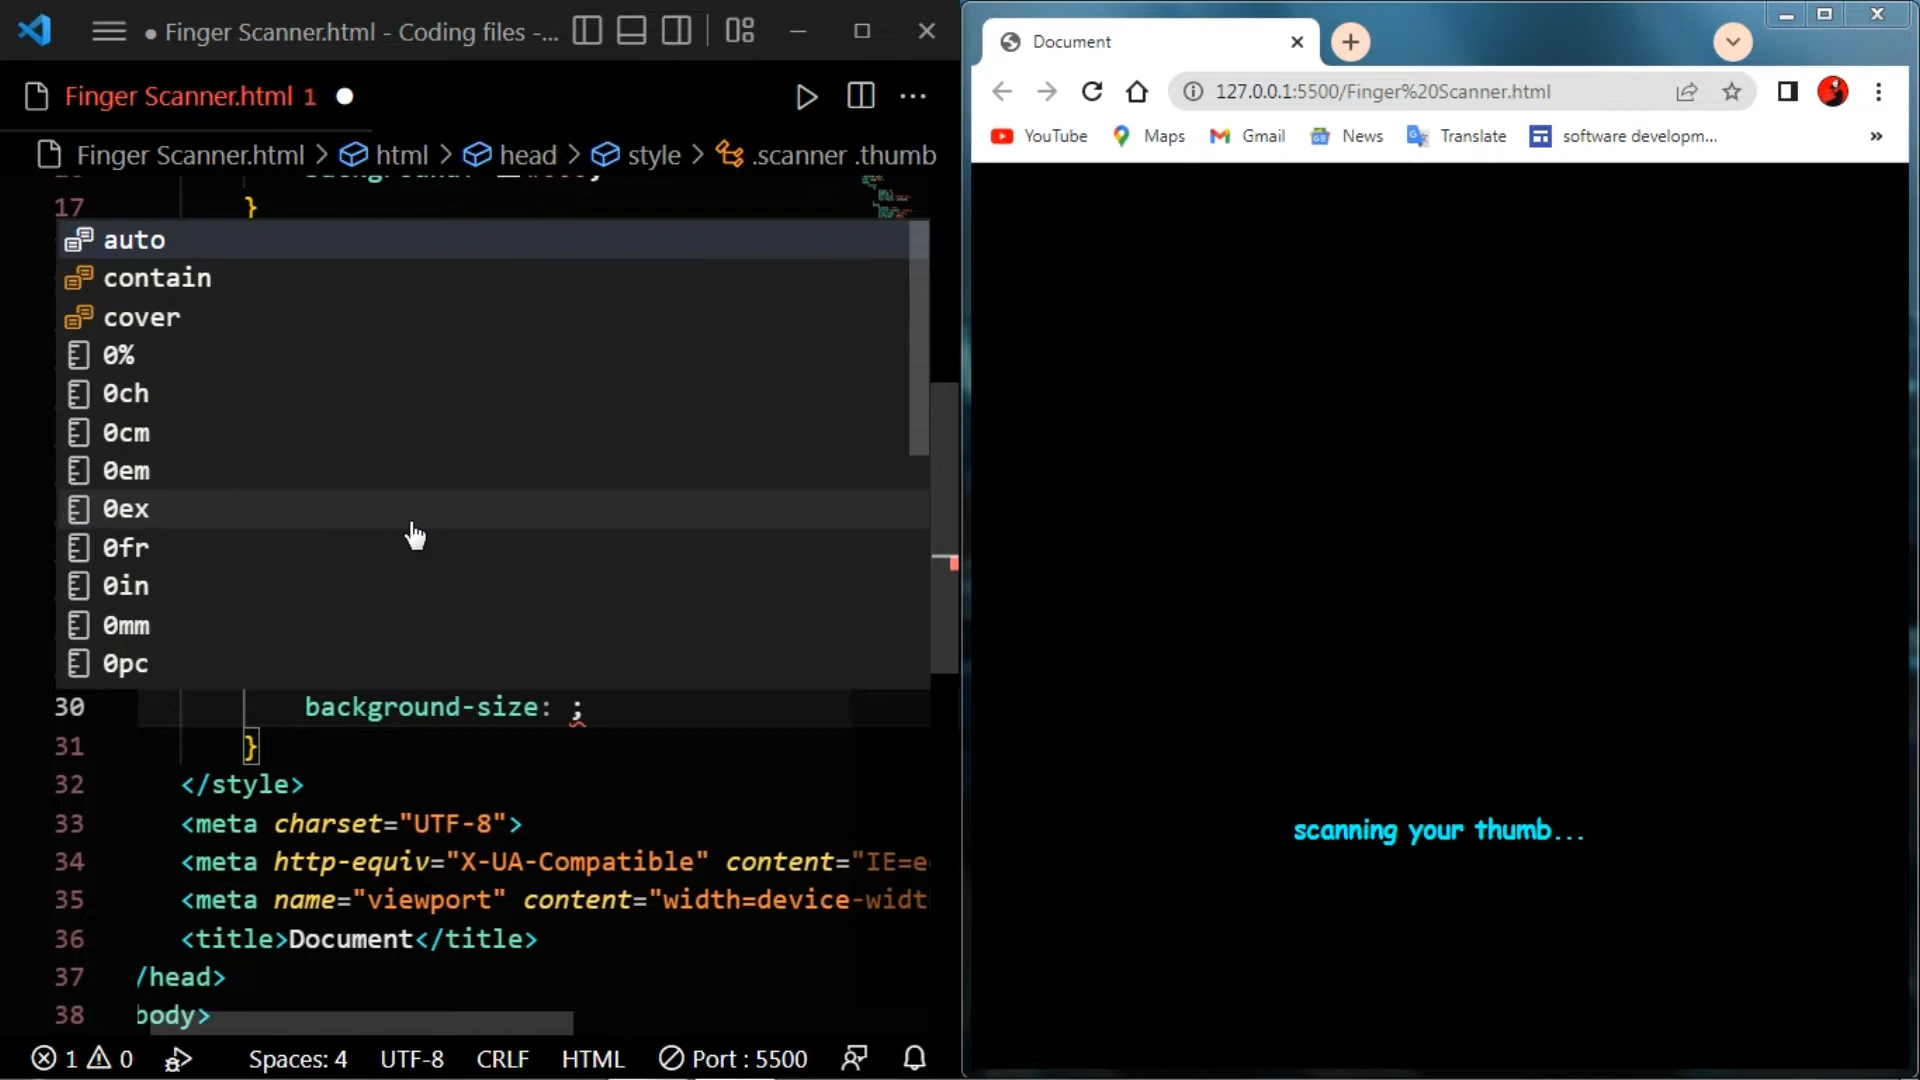 Finger Scanner.html - Coding files -...
Finger Scanner.html 1
Finger Scanner.html > html > head > style > .scanner .thumb
17 }
auto
contain
cover
0%
0ch
0cm
0em
0ex
0fr
0in
0mm
0pc
30 background-size: ;
31 }
32 </style>
33 <meta charset="UTF-8">
34 <meta http-equiv="X-UA-Compatible" content="IE=e
35 <meta name="viewport" content="width=device-widt
36 <title>Document</title>
37 /head>
38 body>
1 0 Spaces: 4 UTF-8 CRLF HTML Port : 5500
Document
127.0.0.1:5500/Finger%20Scanner.html
YouTube Maps Gmail News Translate software developm... »
scanning your thumb...